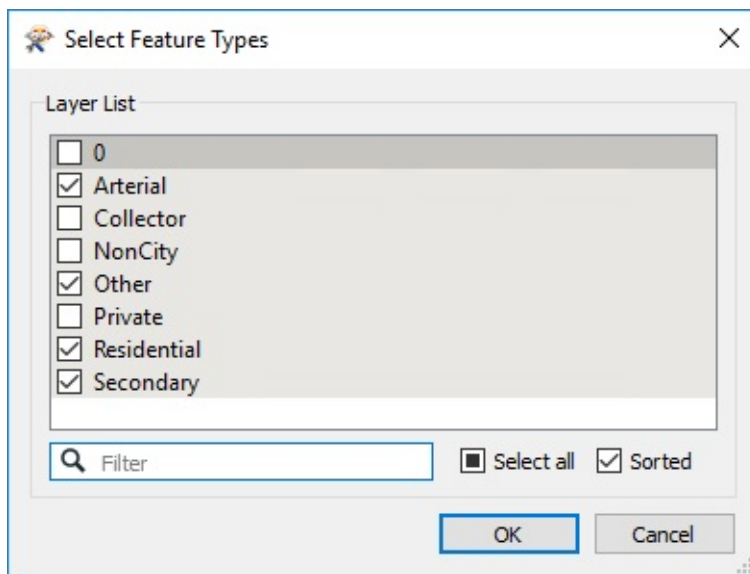 Select Feature Types
Layer List
0
Arterial
Collector
NonCity
Other
Private
Residential
Secondary
Filter
Select all
Sorted
OK
Cancel